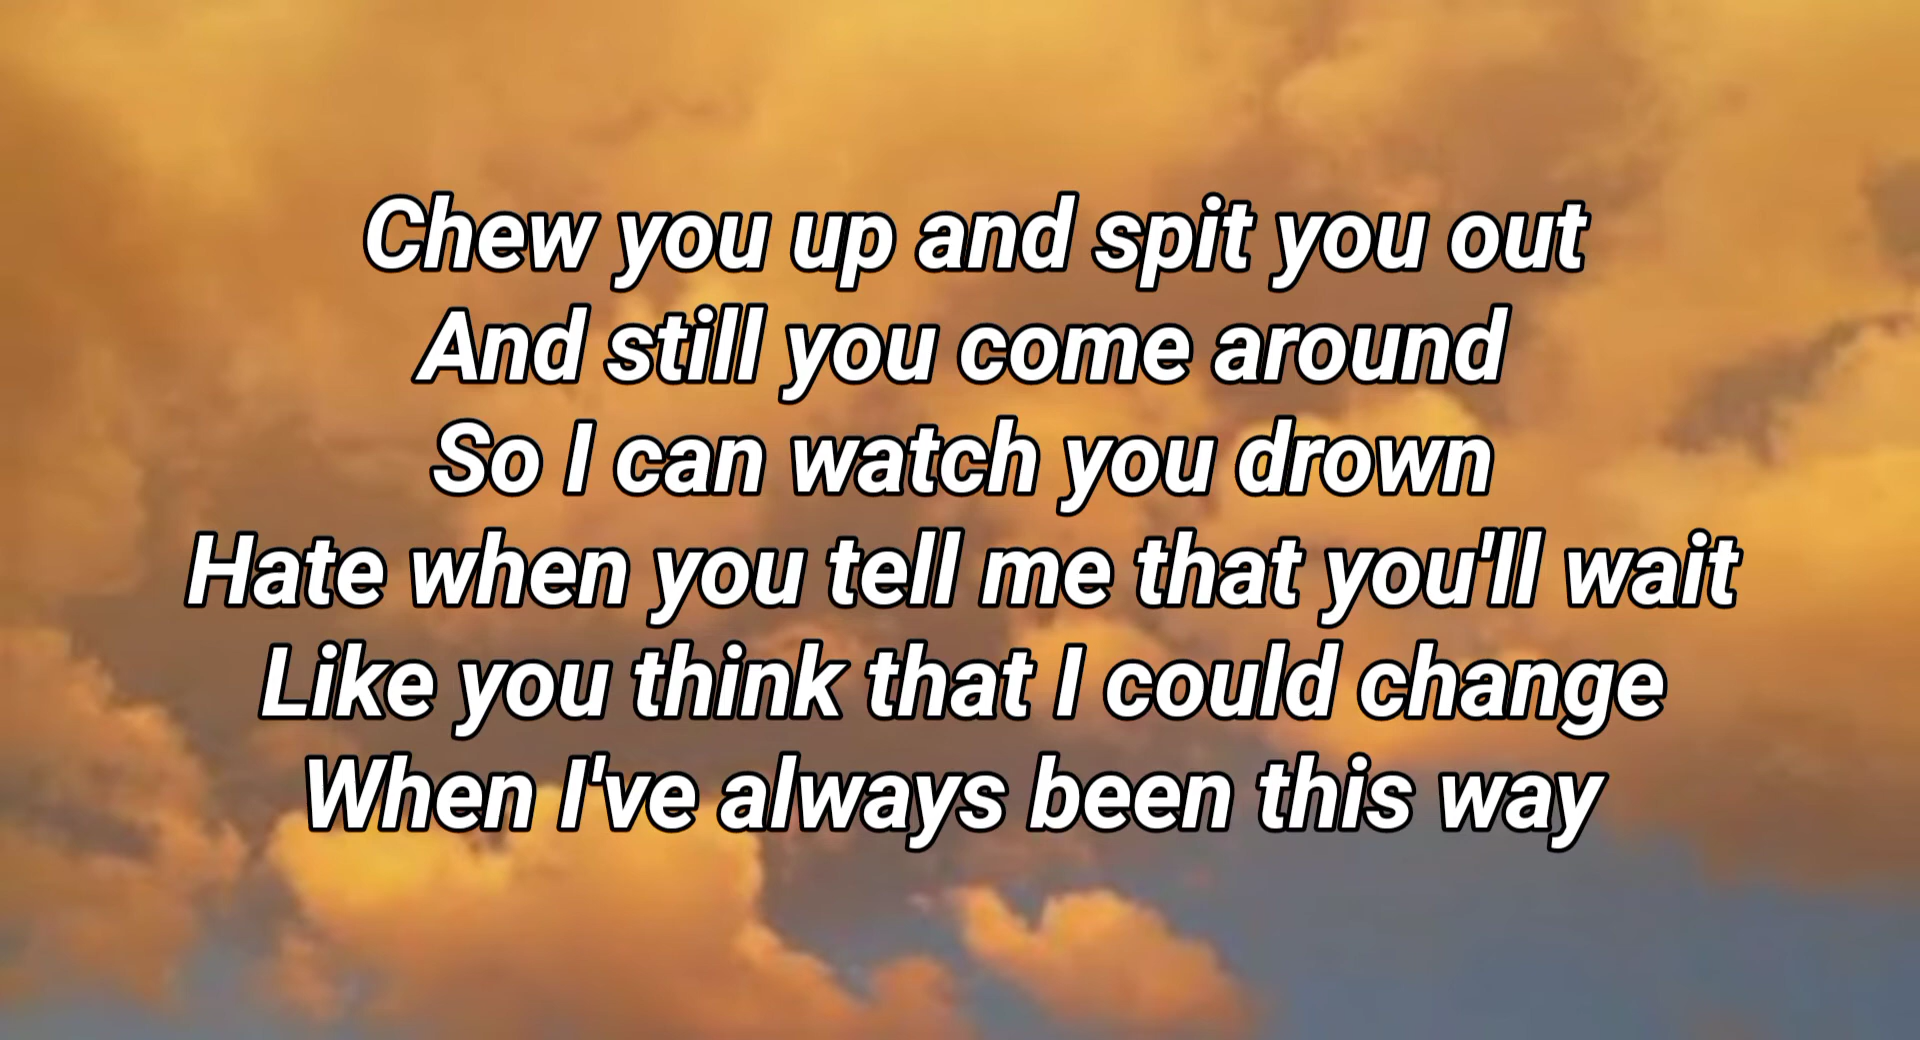 Chew you up and spit you out
And still you come around
So I can watch you drown
Hate when you tell me that you'll wait
Like you think that I could change
When I've always been this way